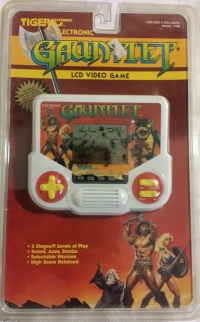 TIGER
ELECTRONIC
GAUNTLET
LCD VIDEO GAME
GAUNTLET
• 5 Stages/9 Levels of Play
• Sword, Axes, Bombs
• Selectable Warriors
• High Score Retained